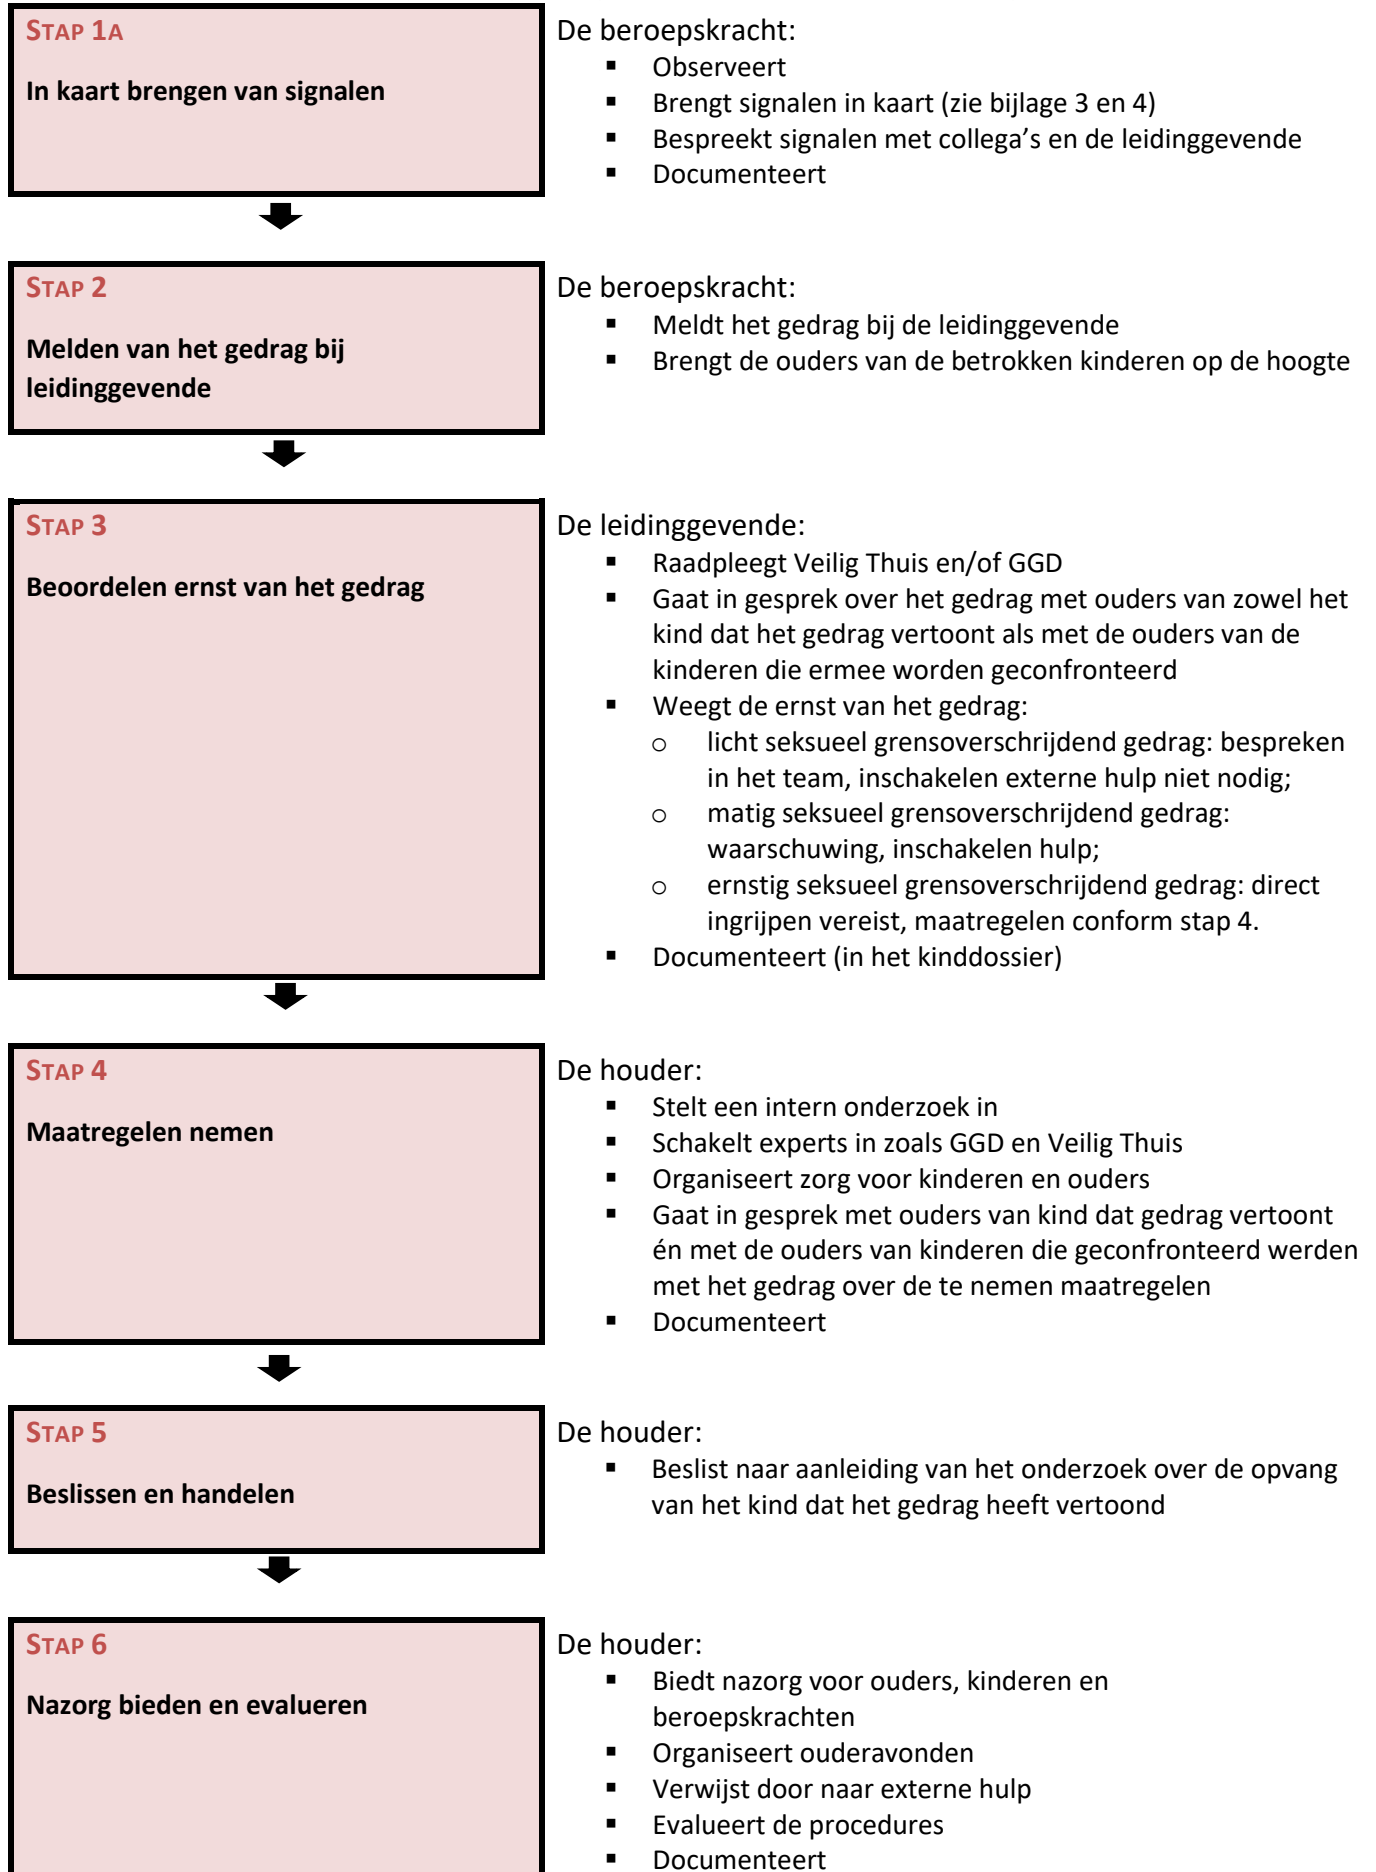 STAP 1A
In kaart brengen van signalen
De beroepskracht:
▪ Observeert
▪ Brengt signalen in kaart (zie bijlage 3 en 4)
▪ Bespreekt signalen met collega’s en de leidinggevende
▪ Documenteert
STAP 2
Melden van het gedrag bij
leidinggevende
De beroepskracht:
▪ Meldt het gedrag bij de leidinggevende
▪ Brengt de ouders van de betrokken kinderen op de hoogte
STAP 3
Beoordelen ernst van het gedrag
De leidinggevende:
▪ Raadpleegt Veilig Thuis en/of GGD
▪ Gaat in gesprek over het gedrag met ouders van zowel het
kind dat het gedrag vertoont als met de ouders van de
kinderen die ermee worden geconfronteerd
▪ Weegt de ernst van het gedrag:
o licht seksueel grensoverschrijdend gedrag: bespreken
in het team, inschakelen externe hulp niet nodig;
o matig seksueel grensoverschrijdend gedrag:
waarschuwing, inschakelen hulp;
o ernstig seksueel grensoverschrijdend gedrag: direct
ingrijpen vereist, maatregelen conform stap 4.
▪ Documenteert (in het kinddossier)
STAP 4
Maatregelen nemen
De houder:
▪ Stelt een intern onderzoek in
▪ Schakelt experts in zoals GGD en Veilig Thuis
▪ Organiseert zorg voor kinderen en ouders
▪ Gaat in gesprek met ouders van kind dat gedrag vertoont
én met de ouders van kinderen die geconfronteerd werden
met het gedrag over de te nemen maatregelen
▪ Documenteert
STAP 5
Beslissen en handelen
De houder:
▪ Beslist naar aanleiding van het onderzoek over de opvang
van het kind dat het gedrag heeft vertoond
STAP 6
Nazorg bieden en evalueren
De houder:
▪ Biedt nazorg voor ouders, kinderen en
beroepskrachten
▪ Organiseert ouderavonden
▪ Verwijst door naar externe hulp
▪ Evalueert de procedures
▪ Documenteert